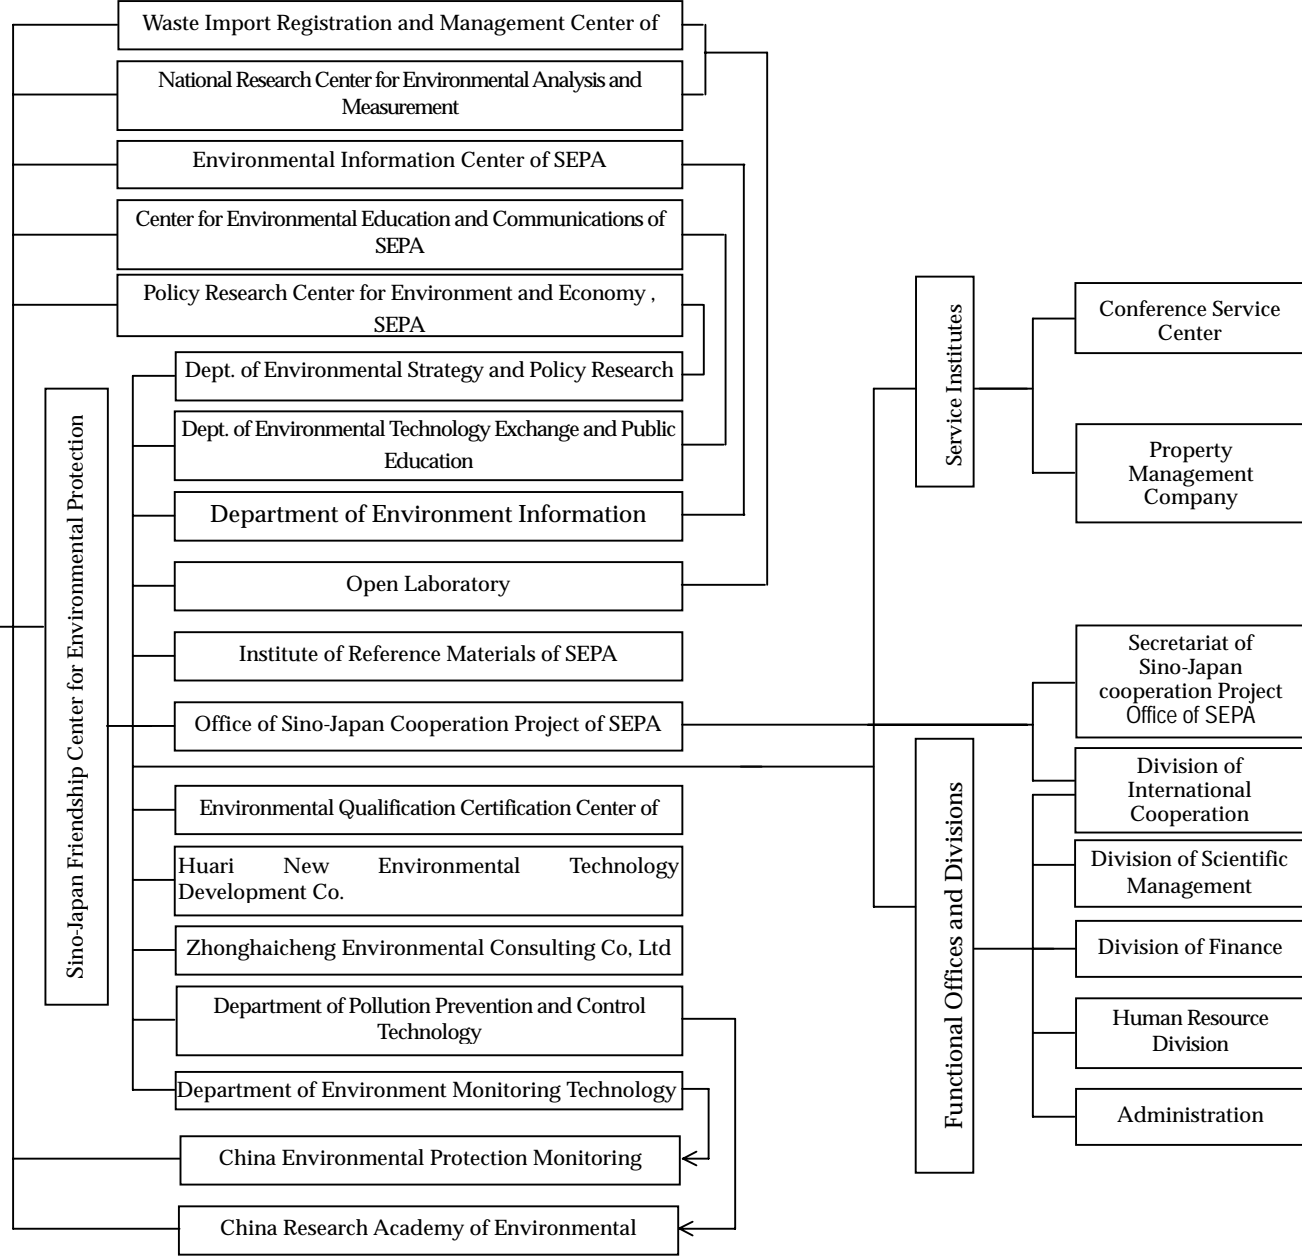 Waste Import Registration and Management Center of
National Research Center for Environmental Analysis and
Measurement
Environmental Information Center of SEPA
Center for Environmental Education and Communications of
SEPA
Policy Research Center for Environment and Economy ,
SEPA
Dept. of Environmental Strategy and Policy Research
Dept. of Environmental Technology Exchange and Public
Education
Department of Environment Information
Open Laboratory
Institute of Reference Materials of SEPA
Office of Sino-Japan Cooperation Project of SEPA
Environmental Qualification Certification Center of
Huari New Environmental Technology
Development Co.
Zhonghaicheng Environmental Consulting Co, Ltd
Department of Pollution Prevention and Control
Technology
Department of Environment Monitoring Technology
China Environmental Protection Monitoring
China Research Academy of Environmental
Sino-Japan Friendship Center for Environmental Protection
Service Institutes
Conference Service
Center
Property
Management
Company
Functional Offices and Divisions
Secretariat of
Sino-Japan
cooperation Project
Office of SEPA
Division of
International
Cooperation
Division of Scientific
Management
Division of Finance
Human Resource
Division
Administration